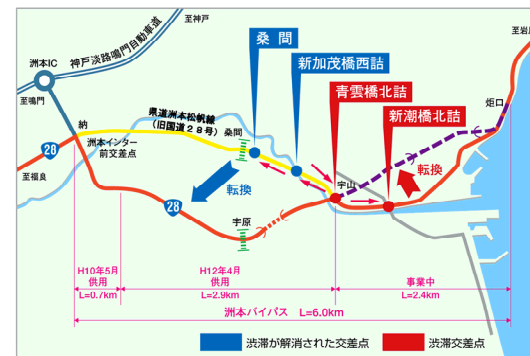 至神戸
神戸淡路鳴門自動車道
洲本IC
至鳴門
桑 間
新加茂橋西詰
青雲橋北詰
新潮橋北詰
至岩屋
炬口
納
県道洲本松帆線
(旧国道28号)
桑間
洲本インター
前交差点
28
至福良
転換
28
宇原
宇山
転換
H10年5月
供用
L=0.7km
H12年4月
供用
L=2.9km
事業中
L=2.4km
洲本バイパス L=6.0km
渋滞が解消された交差点
渋滞交差点